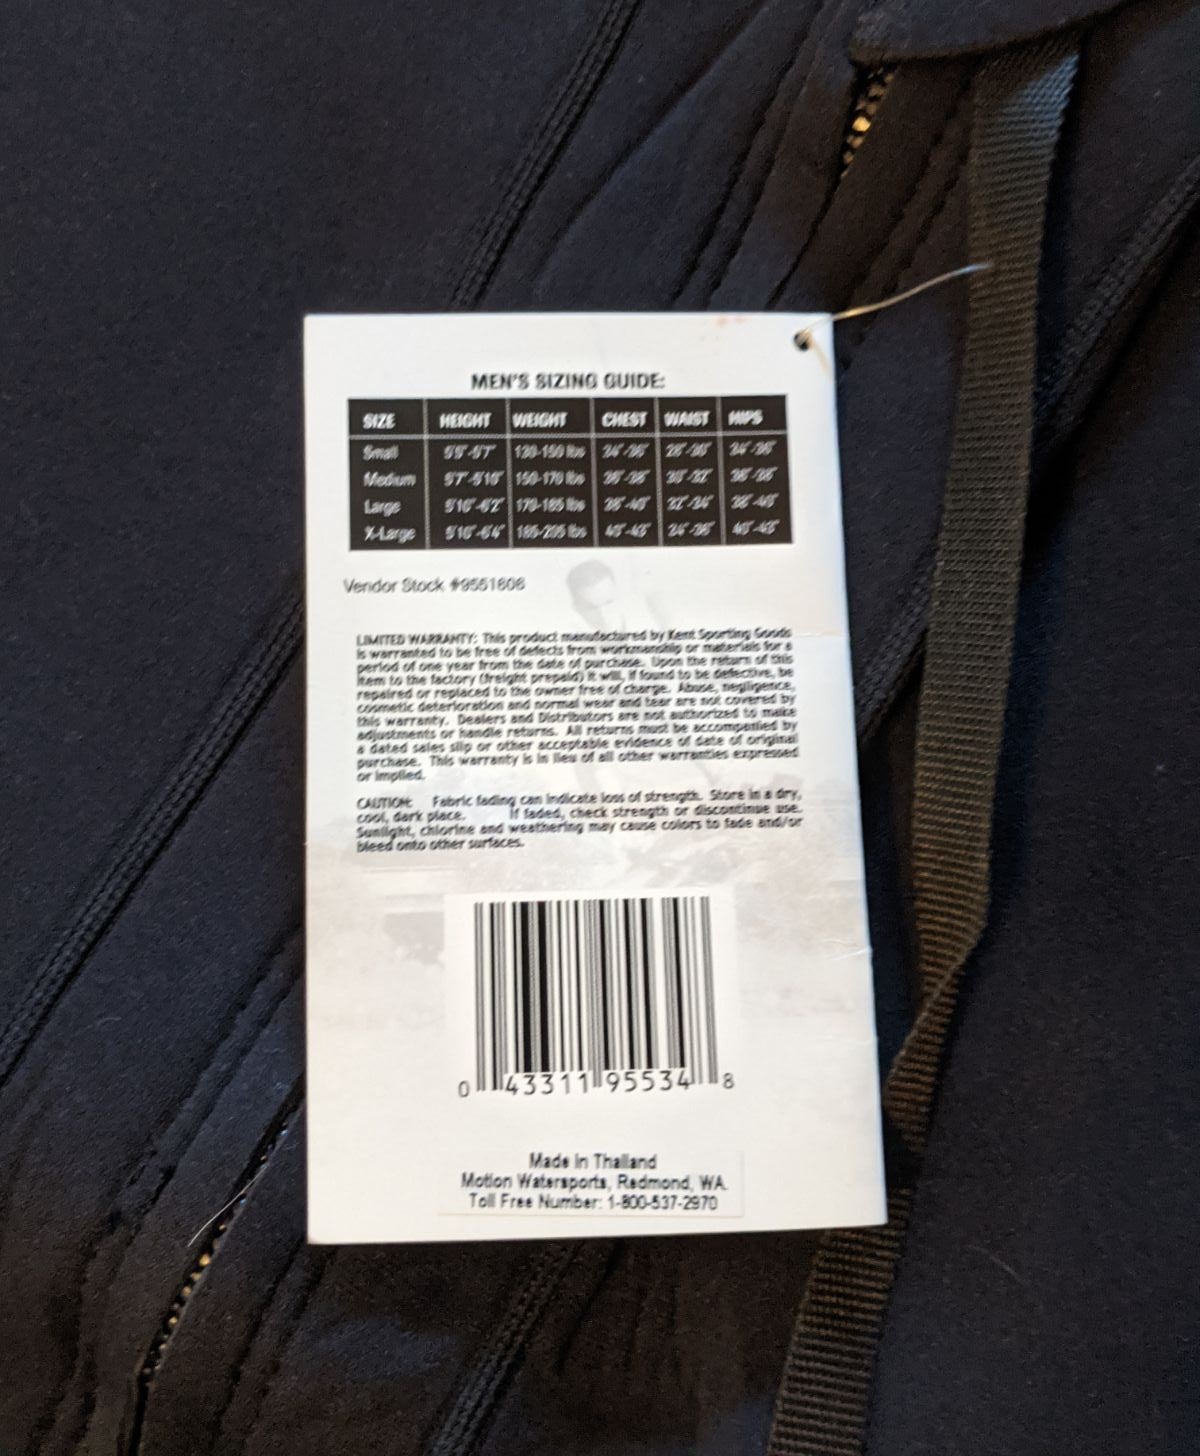 MEN'S SIZING GUIDE:
SIZE HEIGHT WEIGHT CHEST WAIST HIPS
Small 5'5"-5'7" 130-150 lbs 34"-36" 28"-30" 34"-36"
Medium 5'7"-5'10" 150-170 lbs 36"-38" 30"-32" 36"-38"
Large 5'10"-6'2" 170-185 lbs 38"-40" 32"-34" 38"-40"
X-Large 5'10"-6'4" 185-205 lbs 40"-43" 34"-36" 40"-43"
Vendor Stock #9551606
LIMITED WARRANTY: This product manufactured by Kent Sporting Goods
is warranted to be free of defects from workmanship or materials for a
period of one year from the date of purchase. Upon the return of this
item to the factory (freight prepaid) it will, if found to be defective, be
repaired or replaced to the owner free of charge. Abuse, negligence,
cosmetic deterioration and normal wear and tear are not covered by
this warranty. Dealers and Distributors are not authorized to make
adjustments or handle returns. All returns must be accompanied by
a dated sales slip or other acceptable evidence of date of original
purchase. This warranty is in lieu of all other warranties expressed
or implied.
CAUTION: Fabric fading can indicate loss of strength. Store in a dry,
cool, dark place. If faded, check strength or discontinue use.
Sunlight, chlorine and weathering may cause colors to fade and/or
bleed onto other surfaces.
0 43311 95534 8
Made In Thailand
Motion Watersports, Redmond, WA.
Toll Free Number: 1-800-537-2970